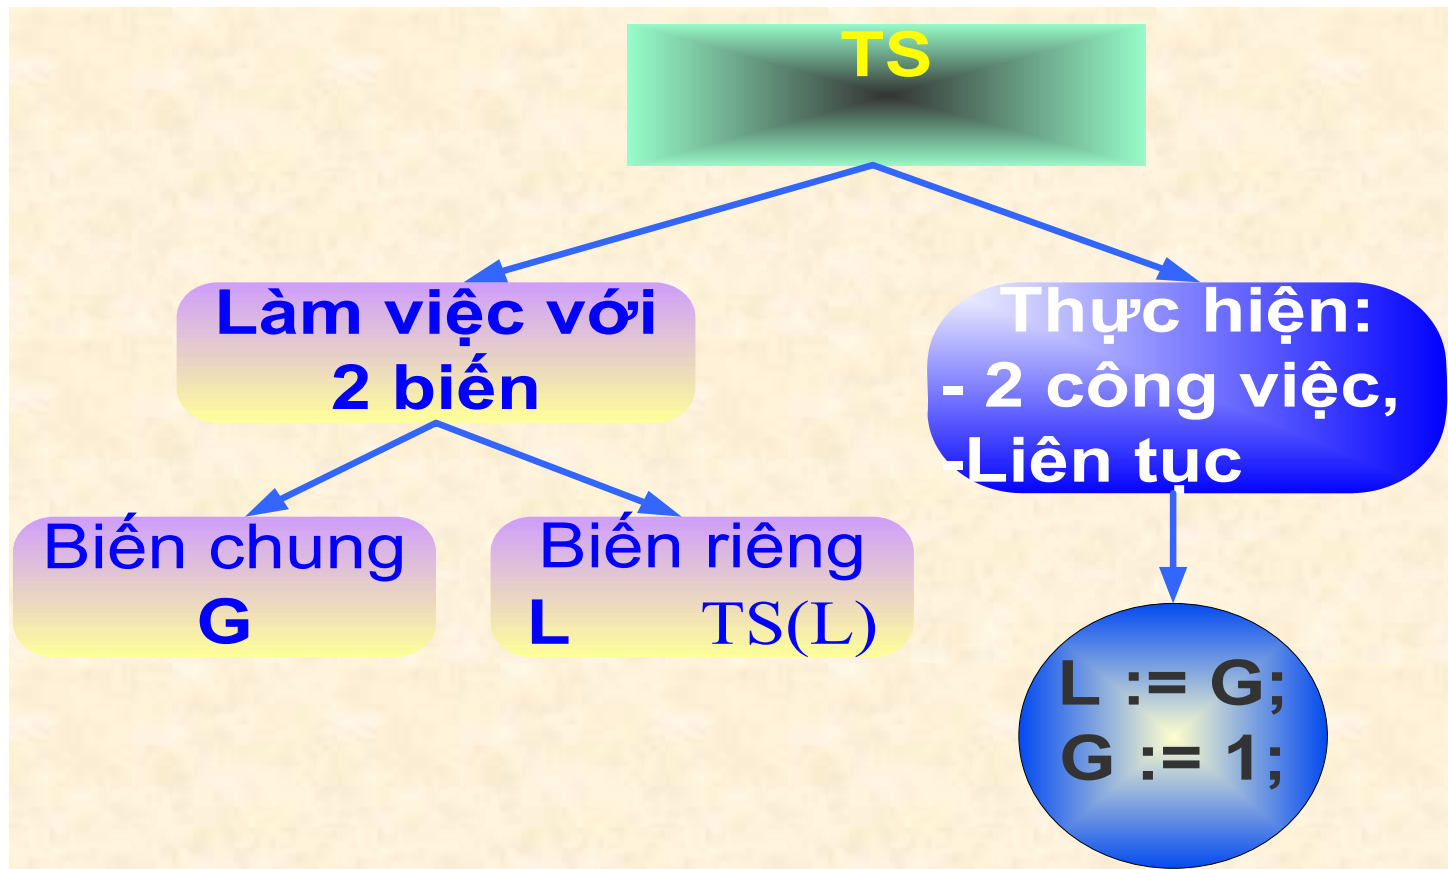 TS
Làm việc với
2 biến
Thực hiện:
- 2 công việc,
-Liên tục
Biến chung
G
Biến riêng
L TS(L)
L := G;
G := 1;